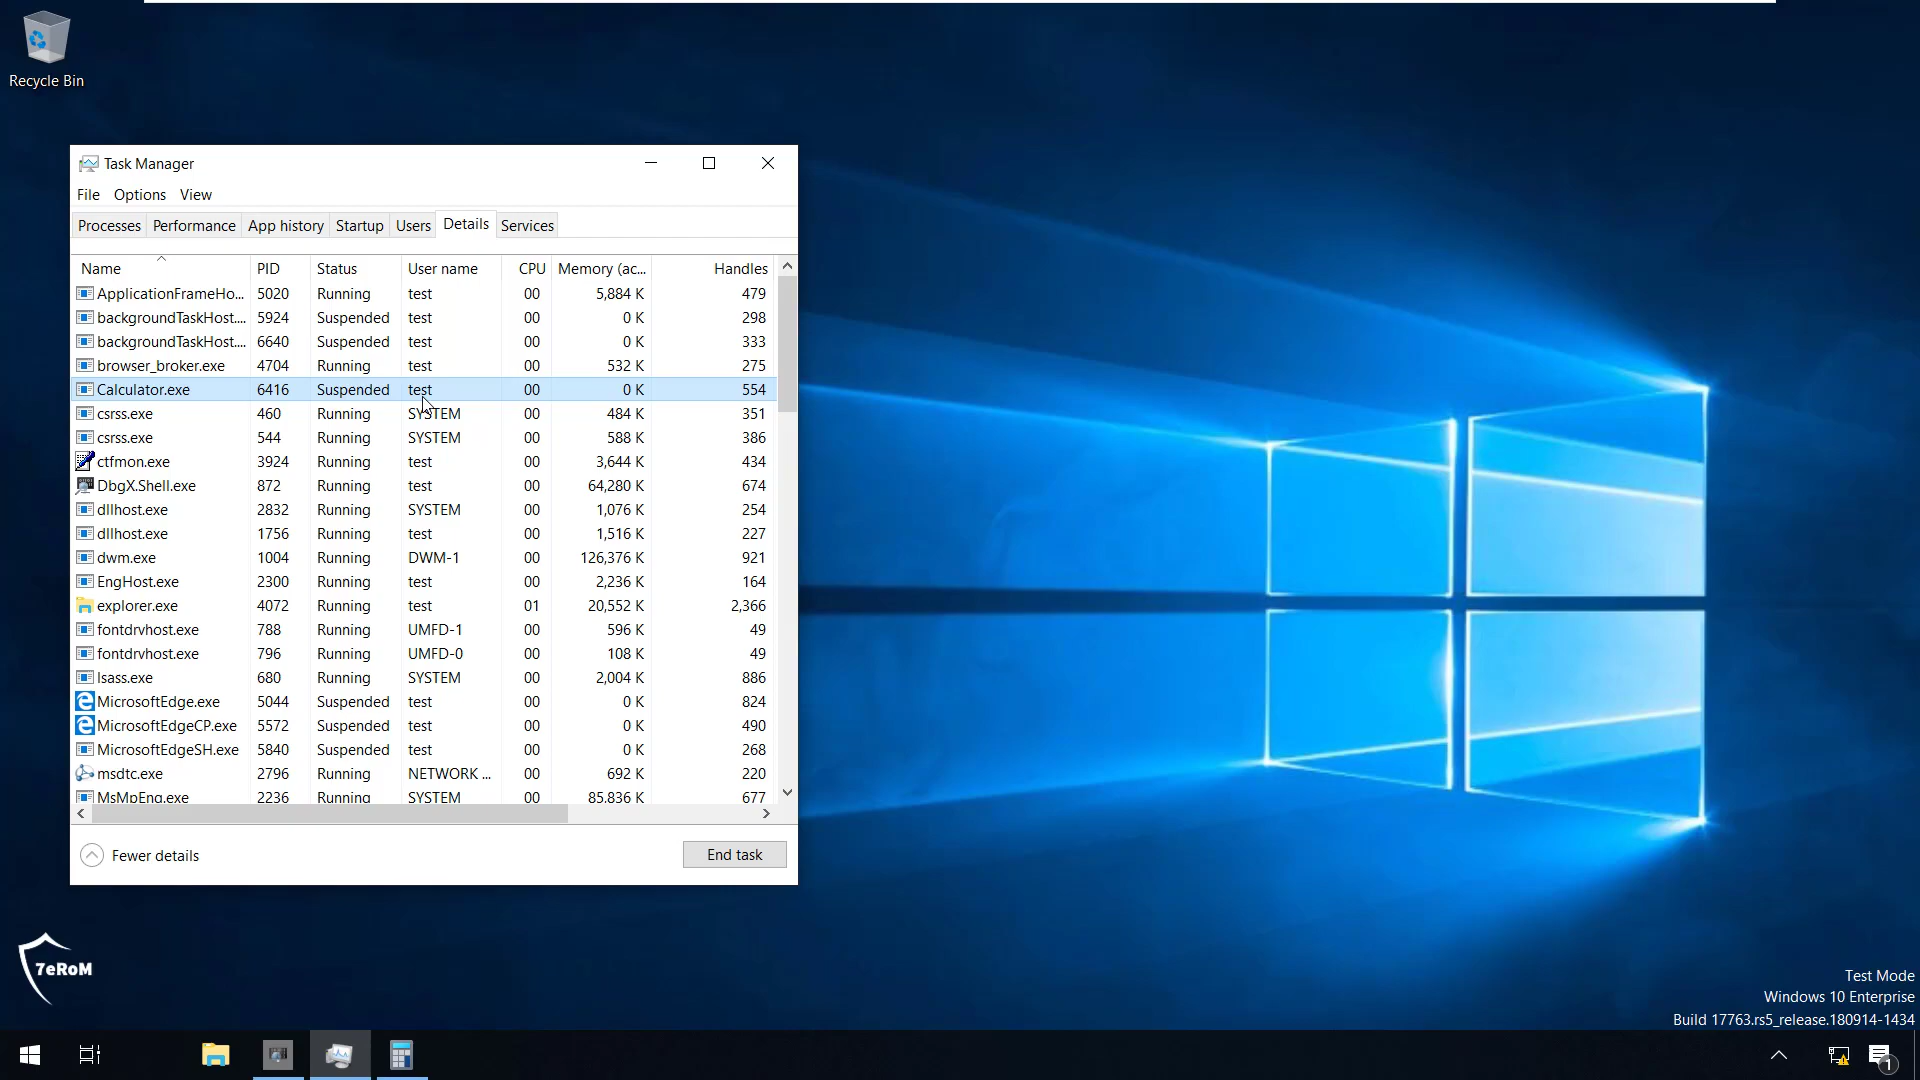 Recycle Bin
Task Manager
File Options View
Processes Performance App history Startup Users Details Services
Name PID Status User name CPU Memory (ac... Handles
ApplicationFrameHo... 5020 Running test 00 5,884 K 479
backgroundTaskHost.... 5924 Suspended test 00 0 K 298
backgroundTaskHost.... 6640 Suspended test 00 0 K 333
browser_broker.exe 4704 Running test 00 532 K 275
Calculator.exe 6416 Suspended test 00 0 K 554
csrss.exe 460 Running SYSTEM 00 484 K 351
csrss.exe 544 Running SYSTEM 00 588 K 386
ctfmon.exe 3924 Running test 00 3,644 K 434
DbgX.Shell.exe 872 Running test 00 64,280 K 674
dllhost.exe 2832 Running SYSTEM 00 1,076 K 254
dllhost.exe 1756 Running test 00 1,516 K 227
dwm.exe 1004 Running DWM-1 00 126,376 K 921
EngHost.exe 2300 Running test 00 2,236 K 164
explorer.exe 4072 Running test 01 20,552 K 2,366
fontdrvhost.exe 788 Running UMFD-1 00 596 K 49
fontdrvhost.exe 796 Running UMFD-0 00 108 K 49
lsass.exe 680 Running SYSTEM 00 2,004 K 886
MicrosoftEdge.exe 5044 Suspended test 00 0 K 824
MicrosoftEdgeCP.exe 5572 Suspended test 00 0 K 490
MicrosoftEdgeSH.exe 5840 Suspended test 00 0 K 268
msdtc.exe 2796 Running NETWORK ... 00 692 K 220
MsMpEng.exe 2236 Running SYSTEM 00 85,836 K 677
Fewer details End task
7eRoM
Test Mode
Windows 10 Enterprise
Build 17763.rs5_release.180914-1434
1